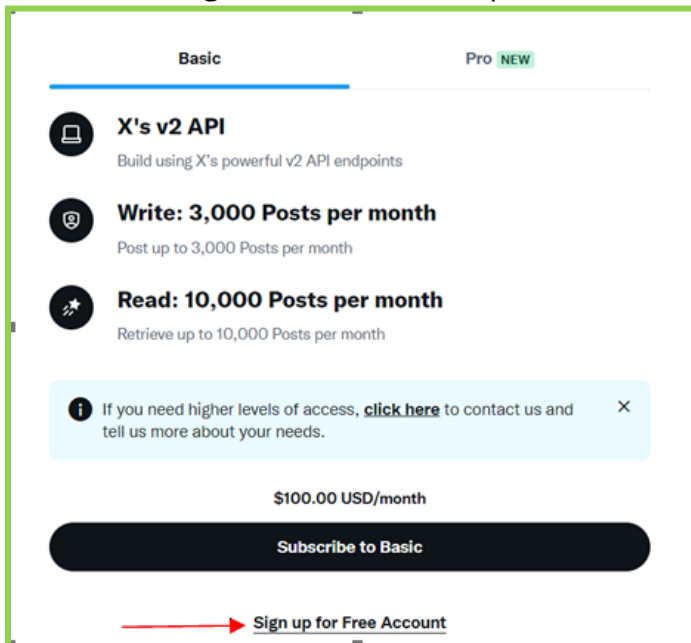 Basic
Pro NEW
X's v2 API
Build using X's powerful v2 API endpoints
Write: 3,000 Posts per month
Post up to 3,000 Posts per month
Read: 10,000 Posts per month
Retrieve up to 10,000 Posts per month
If you need higher levels of access, click here to contact us and
tell us more about your needs.
$100.00 USD/month
Subscribe to Basic
Sign up for Free Account